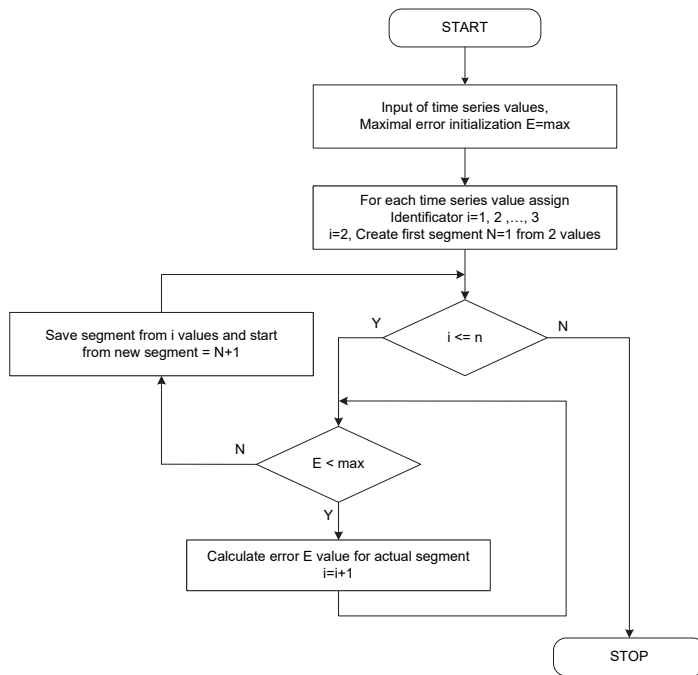 START
Input of time series values,
Maximal error initialization E=max
For each time series value assign
Identificator i=1, 2 ,…, 3
i=2, Create first segment N=1 from 2 values
Save segment from i values and start
from new segment = N+1
Y
i <= n
N
N
E < max
Y
Calculate error E value for actual segment
i=i+1
STOP